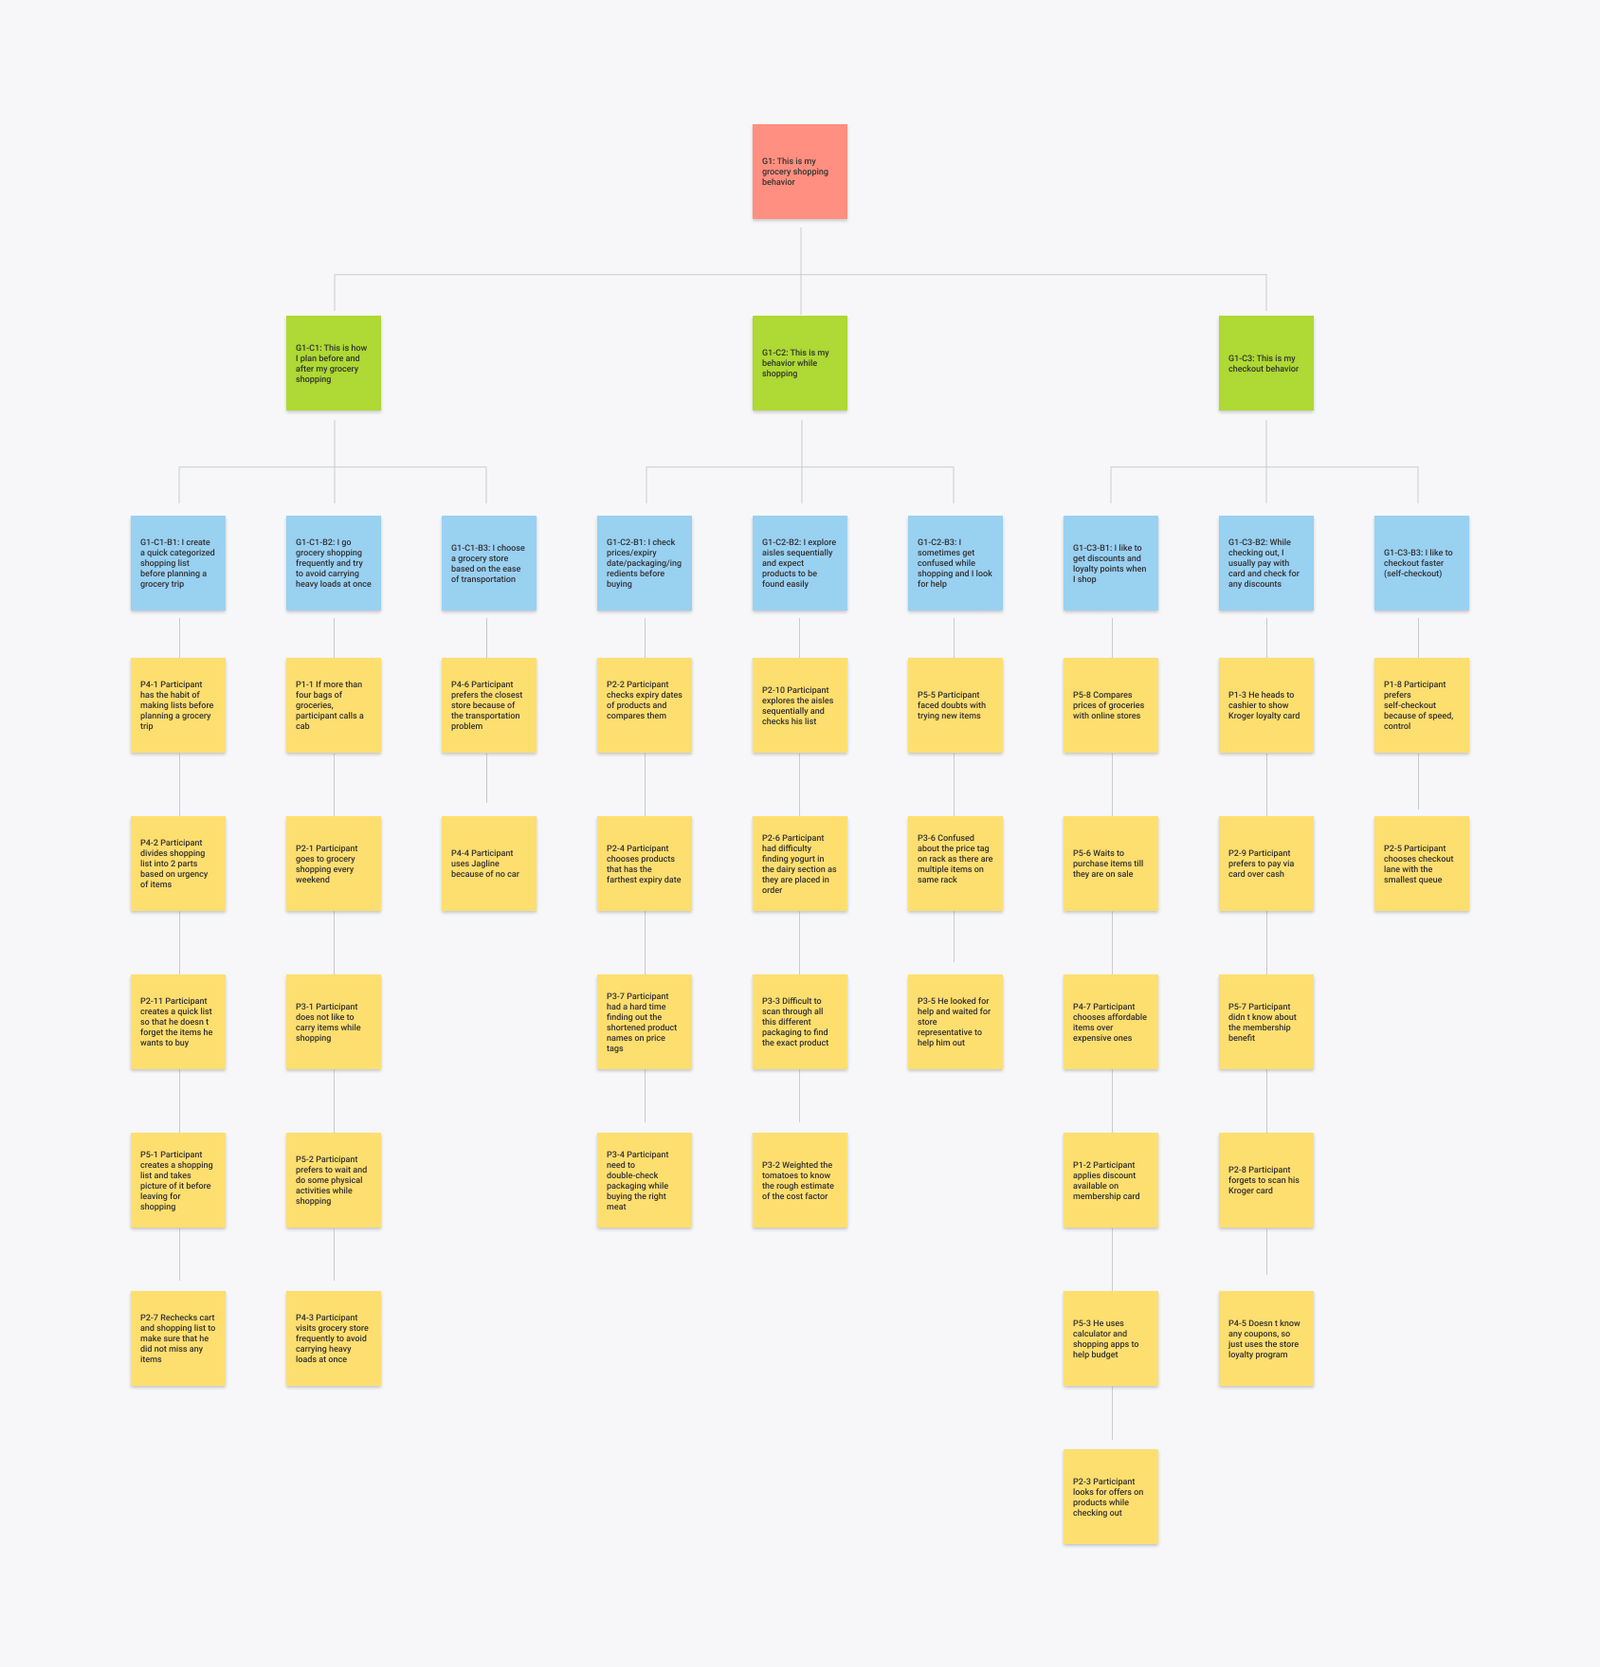 G1: This is my
grocery shopping
behavior
G1-C1: This is how
I plan before and
after my grocery
shopping
G1-C2: This is my
behavior while
shopping
G1-C3: This is my
checkout behavior
G1-C1-B1: I create
a quick categorized
shopping list
before planning a
grocery trip
G1-C1-B2: I go
grocery shopping
frequently and try
to avoid carrying
heavy loads at once
G1-C1-B3: I choose
a grocery store
based on the ease
of transportation
G1-C2-B1: I check
prices/expiry
date/packaging/ing
redients before
buying
G1-C2-B2: I explore
aisles sequentially
and expect
products to be
found easily
G1-C2-B3: I
sometimes get
confused while
shopping and I look
for help
G1-C3-B1: I like to
get discounts and
loyalty points when
I shop
G1-C3-B2: While
checking out, I
usually pay with
card and check for
any discounts
G1-C3-B3: I like to
checkout faster
(self-checkout)
P4-1 Participant
has the habit of
making lists before
planning a grocery
trip
P1-1 If more than
four bags of
groceries,
participant calls a
cab
P4-6 Participant
prefers the closest
store because of
the transportation
problem
P2-2 Participant
checks expiry dates
of products and
compares them
P2-10 Participant
explores the aisles
sequentially and
checks his list
P5-5 Participant
faced doubts with
trying new items
P5-8 Compares
prices of groceries
with online stores
P1-3 He heads to
cashier to show
Kroger loyalty card
P1-8 Participant
prefers
self-checkout
because of speed,
control
P4-2 Participant
divides shopping
list into 2 parts
based on urgency
of items
P2-1 Participant
goes to grocery
shopping every
weekend
P4-4 Participant
uses Jagline
because of no car
P2-4 Participant
chooses products
that has the
farthest expiry date
P2-6 Participant
had difficulty
finding yogurt in
the dairy section as
they are placed in
order
P3-6 Confused
about the price tag
on rack as there are
multiple items on
same rack
P5-6 Waits to
purchase items till
they are on sale
P2-9 Participant
prefers to pay via
card over cash
P2-5 Participant
chooses checkout
lane with the
smallest queue
P2-11 Participant
creates a quick list
so that he doesn t
forget the items he
wants to buy
P3-1 Participant
does not like to
carry items while
shopping
P3-7 Participant
had a hard time
finding out the
shortened product
names on price
tags
P3-3 Difficult to
scan through all
this different
packaging to find
the exact product
P3-5 He looked for
help and waited for
store
representative to
help him out
P4-7 Participant
chooses affordable
items over
expensive ones
P5-7 Participant
didn t know about
the membership
benefit
P5-1 Participant
creates a shopping
list and takes
picture of it before
leaving for
shopping
P5-2 Participant
prefers to wait and
do some physical
activities while
shopping
P3-4 Participant
need to
double-check
packaging while
buying the right
meat
P3-2 Weighted the
tomatoes to know
the rough estimate
of the cost factor
P1-2 Participant
applies discount
available on
membership card
P2-8 Participant
forgets to scan his
Kroger card
P2-7 Rechecks cart
and shopping list to
make sure that he
did not miss any
items
P4-3 Participant
visits grocery store
frequently to avoid
carrying heavy
loads at once
P5-3 He uses
calculator and
shopping apps to
help budget
P4-5 Doesn t know
any coupons, so
just uses the store
loyalty program
P2-3 Participant
looks for offers on
products while
checking out